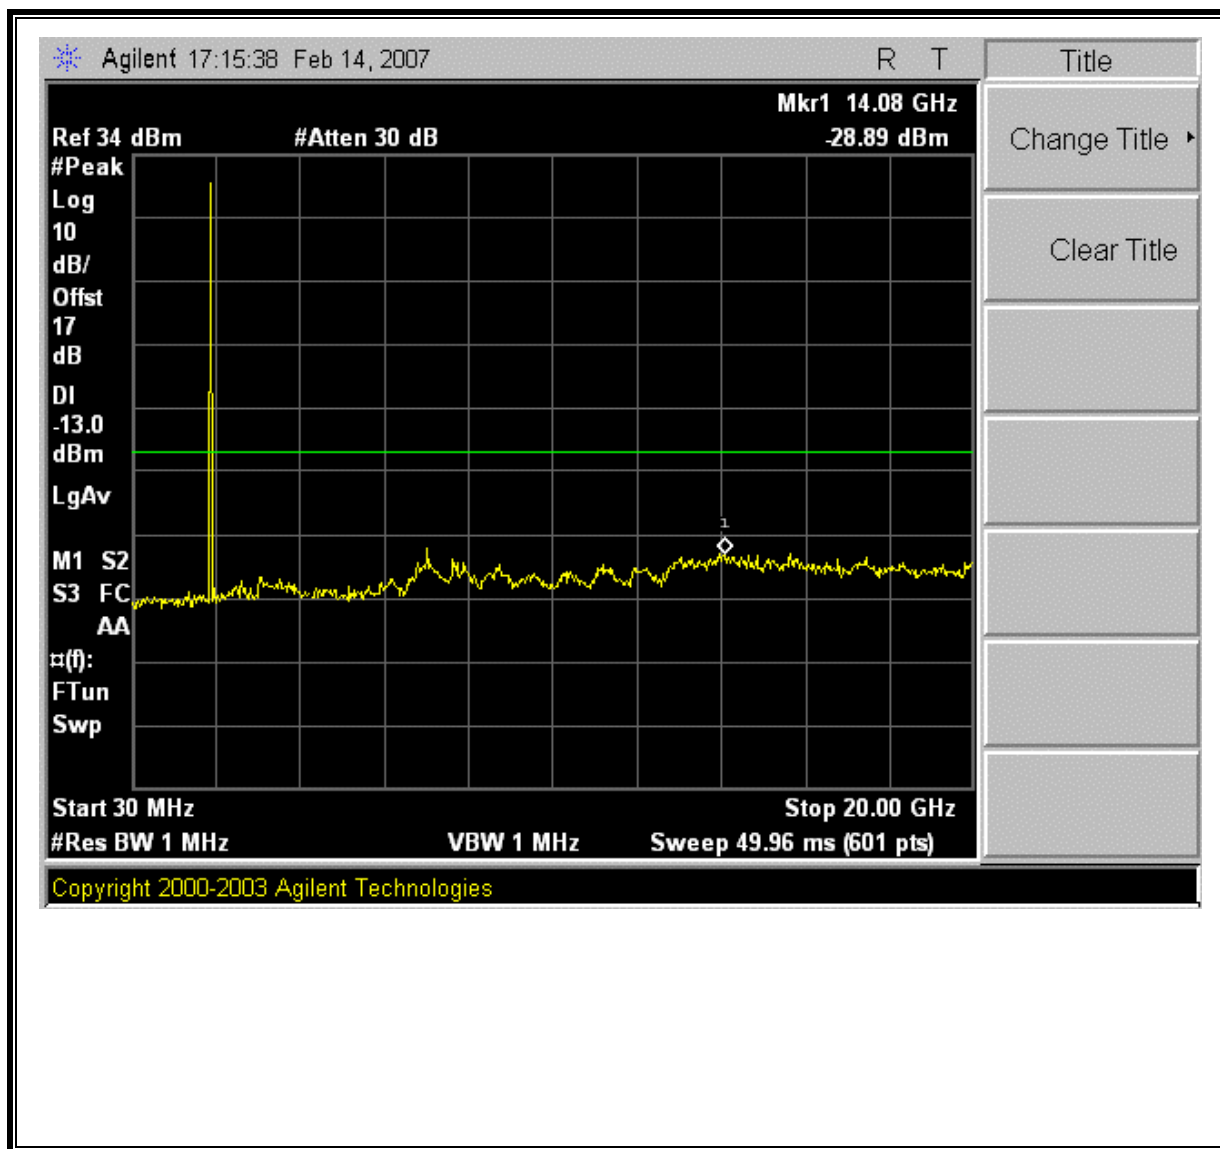 Agilent 17:15:38 Feb 14, 2007 R T
Title
Mkr1 14.08 GHz
Ref 34 dBm #Atten 30 dB -28.89 dBm
#Peak
Log
10
dB/
Offst
17
dB
DI
-13.0
dBm
LgAv
1
M1 S2
S3 FC
AA
¤(f):
FTun
Swp
Start 30 MHz Stop 20.00 GHz
#Res BW 1 MHz VBW 1 MHz Sweep 49.96 ms (601 pts)
Change Title
Clear Title
Copyright 2000-2003 Agilent Technologies